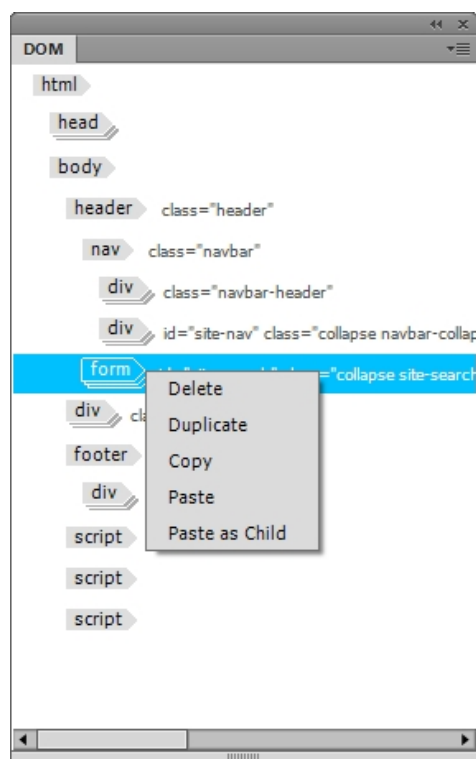 DOM
html
head
body
header class="header"
nav class="navbar"
div class="navbar-header"
div id="site-nav" class="collapse navbar-collap
form ="collapse site-search
Delete
div cla
Duplicate
footer
Copy
div
Paste
script
Paste as Child
script
script